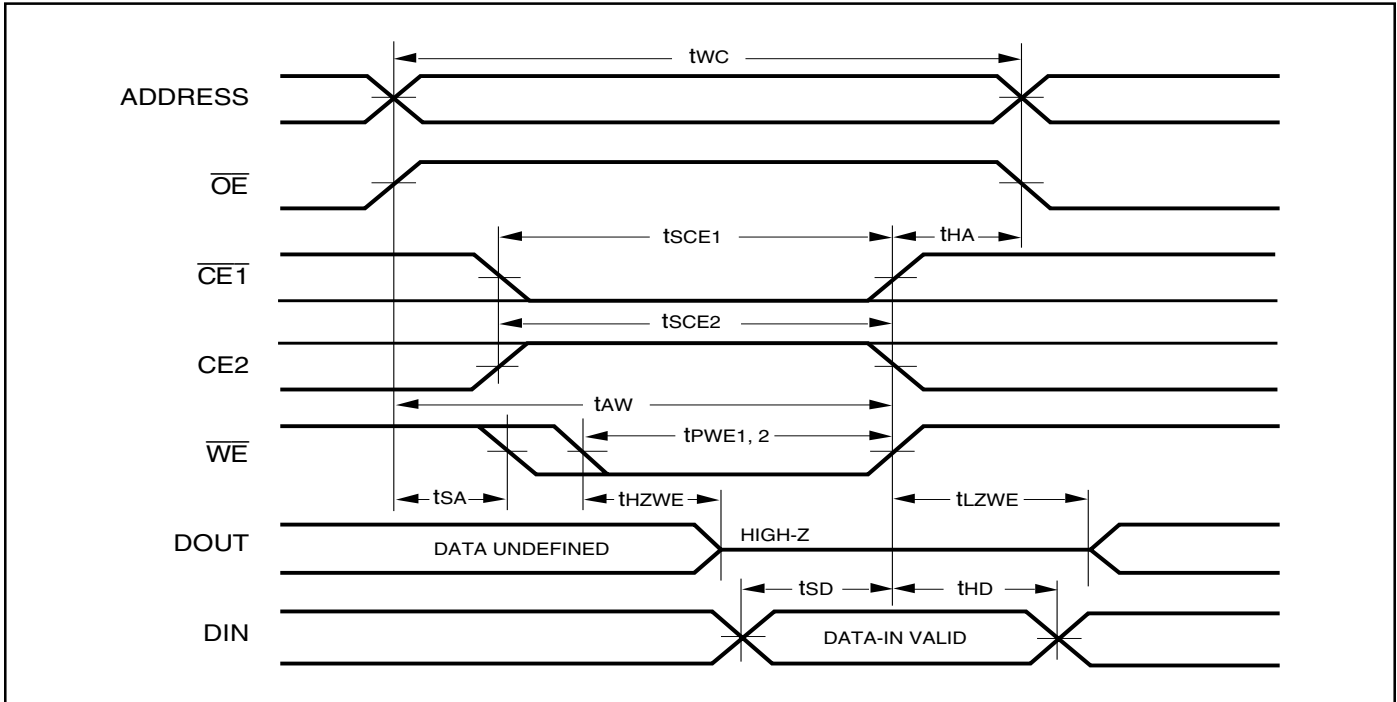 tWC
ADDRESS
OE
tSCE1
tHA
CE1
tSCE2
CE2
tAW
tPWE1, 2
WE
tSA
tHZWE
tLZWE
DOUT
DATA UNDEFINED
HIGH-Z
tSD
tHD
DIN
DATA-IN VALID